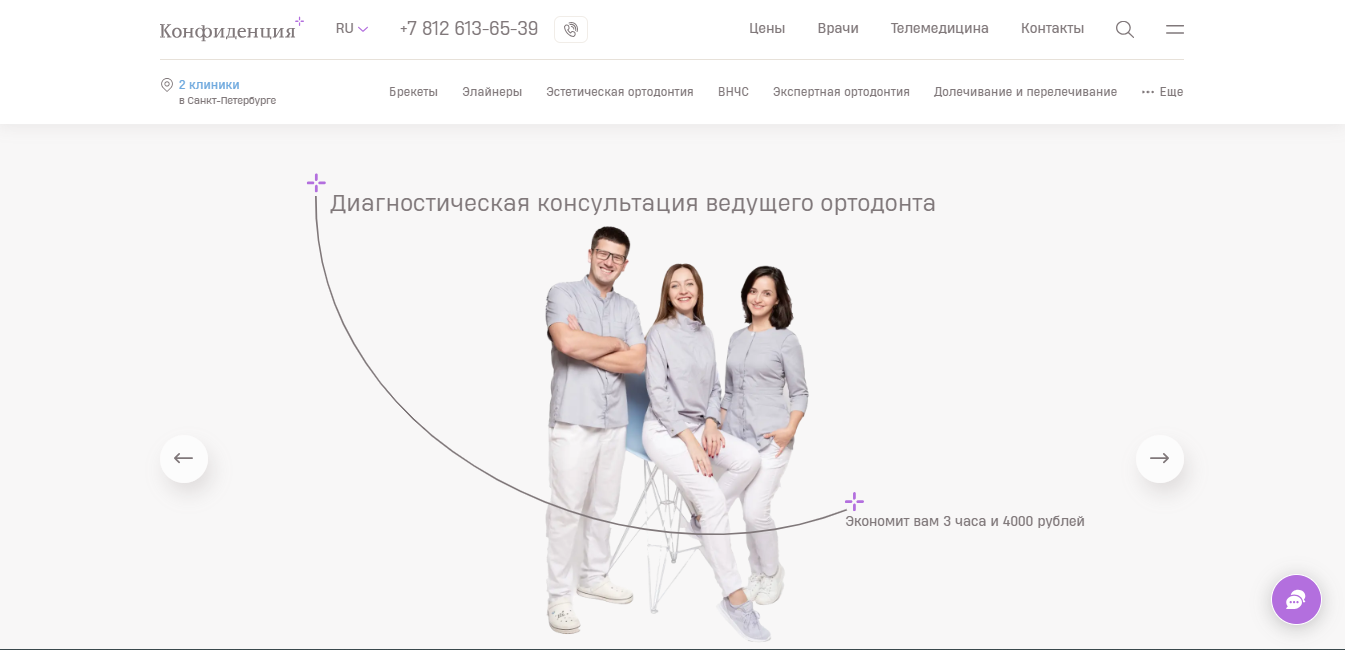 Конфиденция
RU
+7 812 613-65-39
Цены
Врачи
Телемедицина
Контакты
2 клиники
в Санкт-Петербурге
Брекеты
Элайнеры
Эстетическая ортодонтия
ВНЧС
Экспертная ортодонтия
Долечивание и перелечивание
Еще
Диагностическая консультация ведущего ортодонта
Экономит вам 3 часа и 4000 рублей